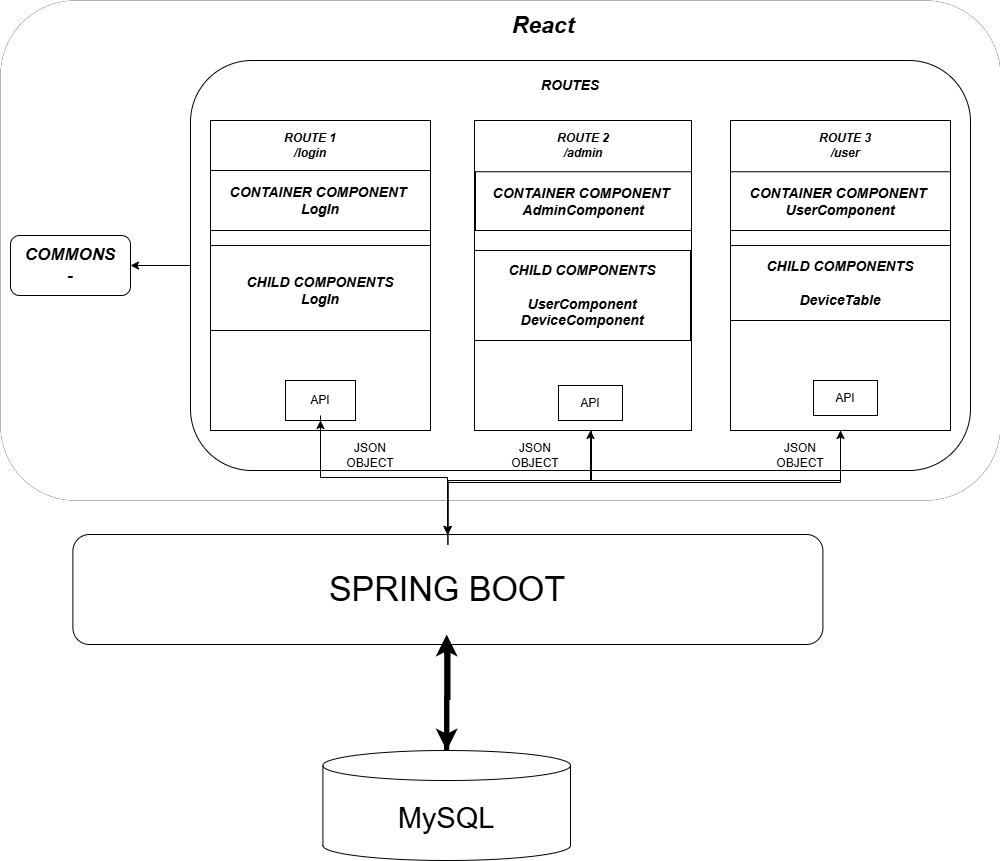 React
ROUTES
ROUTE 1
/login
CONTAINER COMPONENT
LogIn
CHILD COMPONENTS
LogIn
API
ROUTE 2
/admin
CONTAINER COMPONENT
AdminComponent
CHILD COMPONENTS
UserComponent
DeviceComponent
API
ROUTE 3
/user
CONTAINER COMPONENT
UserComponent
CHILD COMPONENTS
DeviceTable
API
COMMONS
-
JSON
OBJECT
JSON
OBJECT
JSON
OBJECT
SPRING BOOT
MySQL